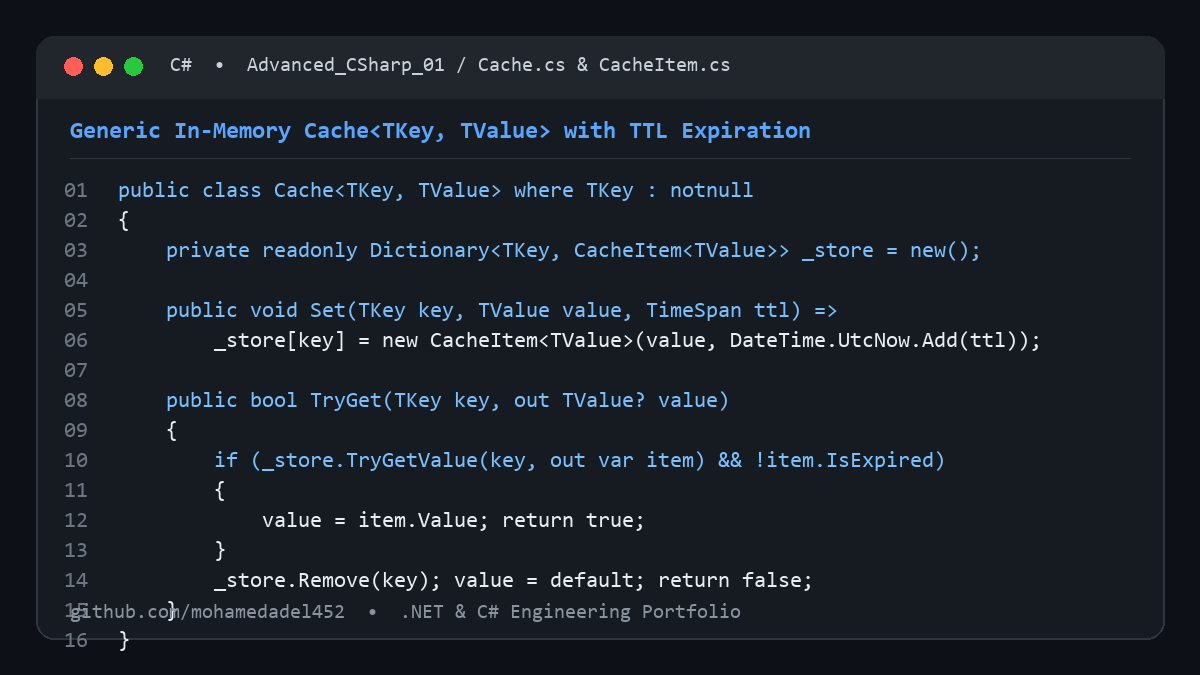 C#  •  Advanced_CSharp_01 / Cache.cs & CacheItem.cs
Generic In-Memory Cache<TKey, TValue> with TTL Expiration
01 public class Cache<TKey, TValue> where TKey : notnull
02 {
03     private readonly Dictionary<TKey, CacheItem<TValue>> _store = new();
04
05     public void Set(TKey key, TValue value, TimeSpan ttl) =>
06         _store[key] = new CacheItem<TValue>(value, DateTime.UtcNow.Add(ttl));
07
08     public bool TryGet(TKey key, out TValue? value)
09     {
10         if (_store.TryGetValue(key, out var item) && !item.IsExpired)
11         {
12             value = item.Value; return true;
13         }
14         _store.Remove(key); value = default; return false;
15     }
github.com/mohamedadel452  •  .NET & C# Engineering Portfolio
16 }